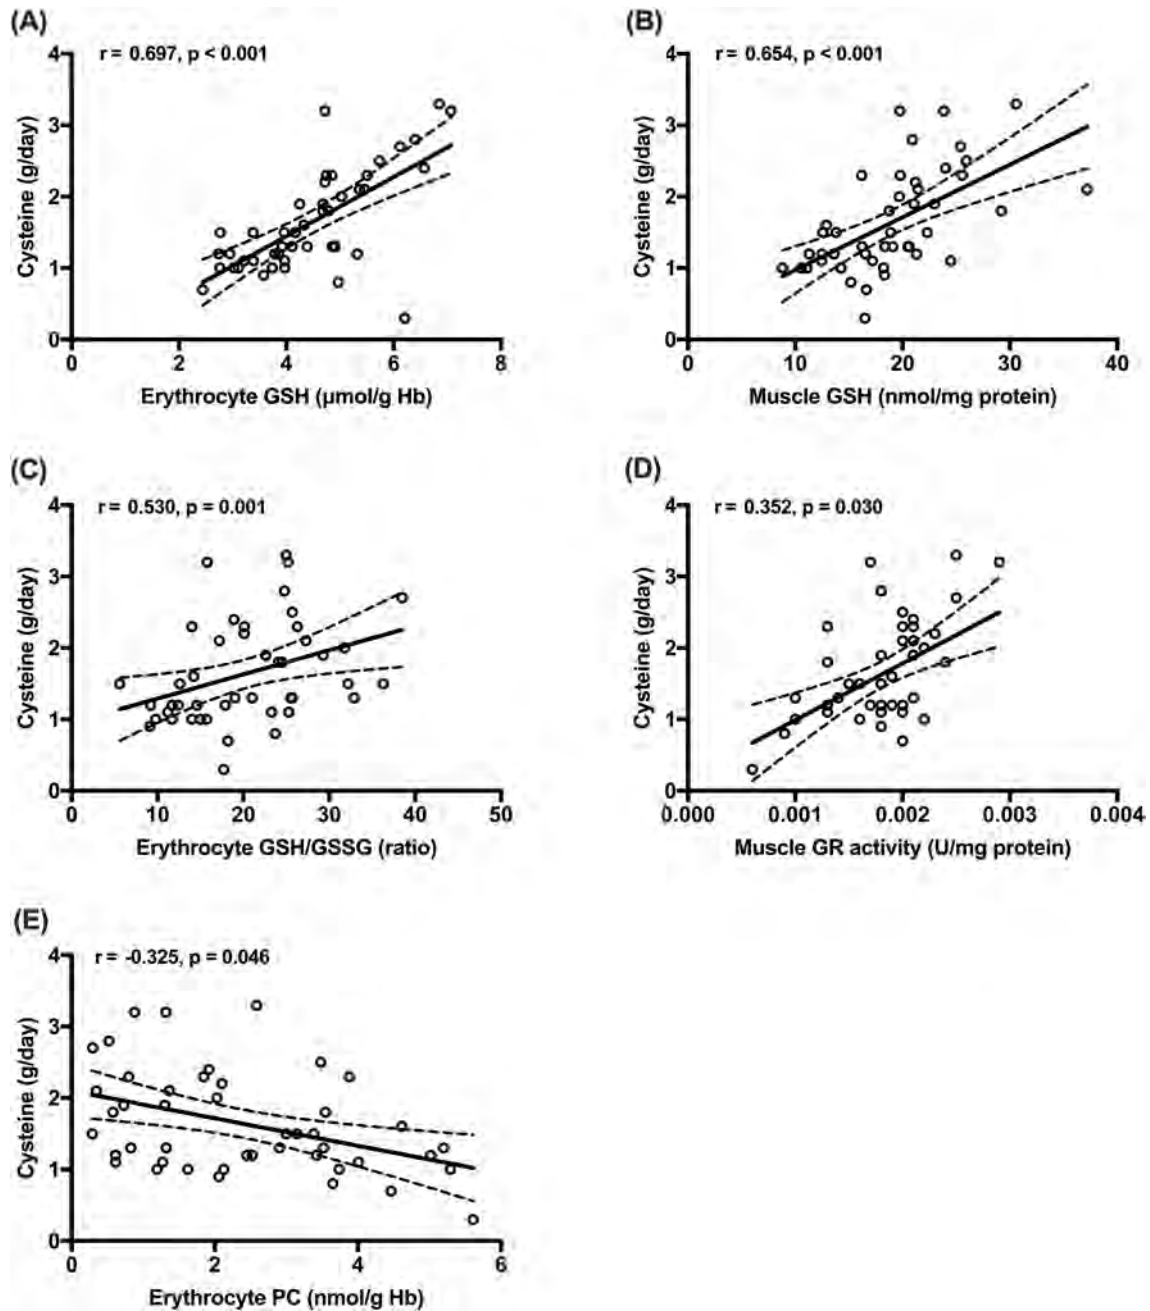 (A)
r = 0.697, p < 0.001
4
3
2
1
0
Cysteine (g/day)
0 2 4 6 8
Erythrocyte GSH (µmol/g Hb)
(B)
r = 0.654, p < 0.001
4
3
2
1
0
Cysteine (g/day)
0 10 20 30 40
Muscle GSH (nmol/mg protein)
(C)
r = 0.530, p = 0.001
4
3
2
1
0
Cysteine (g/day)
0 10 20 30 40 50
Erythrocyte GSH/GSSG (ratio)
(D)
r = 0.352, p = 0.030
4
3
2
1
0
Cysteine (g/day)
0.000 0.001 0.002 0.003 0.004
Muscle GR activity (U/mg protein)
(E)
r = -0.325, p = 0.046
4
3
2
1
0
Cysteine (g/day)
0 2 4 6
Erythrocyte PC (nmol/g Hb)